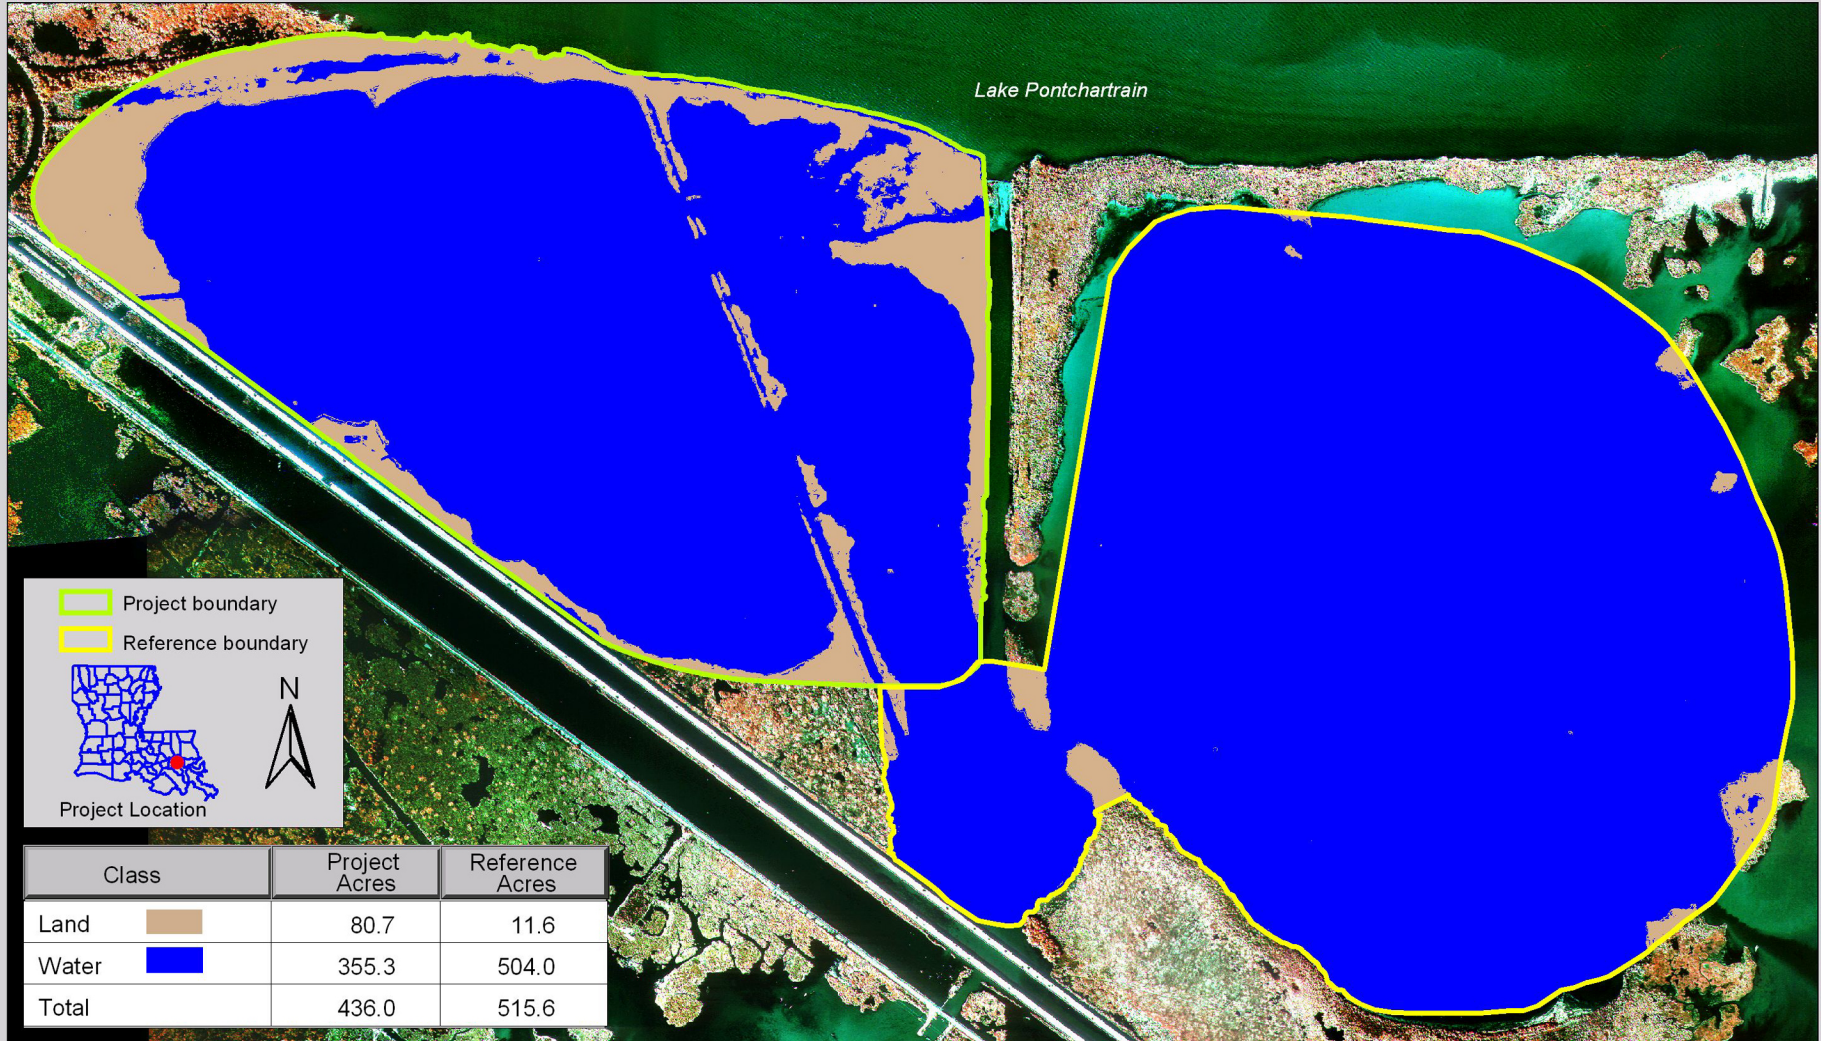 Lake Pontchartrain
Project boundary
Reference boundary
N
Project Location
Class
Project
Acres
Reference
Acres
Land 80.7 11.6
Water 355.3 504.0
Total 436.0 515.6